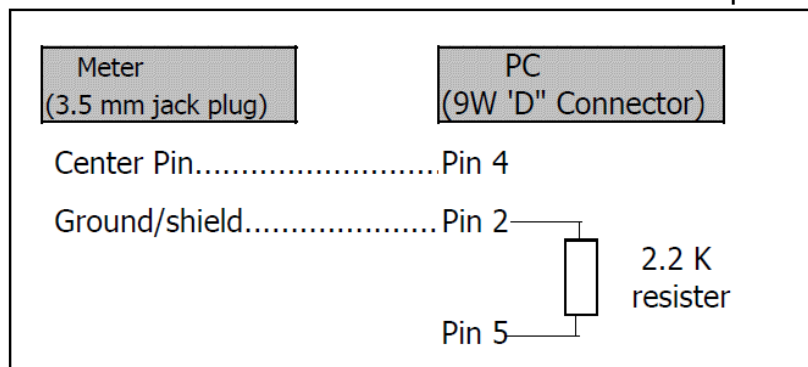 Meter
(3.5 mm jack plug)
PC
(9W 'D" Connector)
Center Pin...........................Pin 4
Ground/shield.....................Pin 2
2.2 K
resister
Pin 5